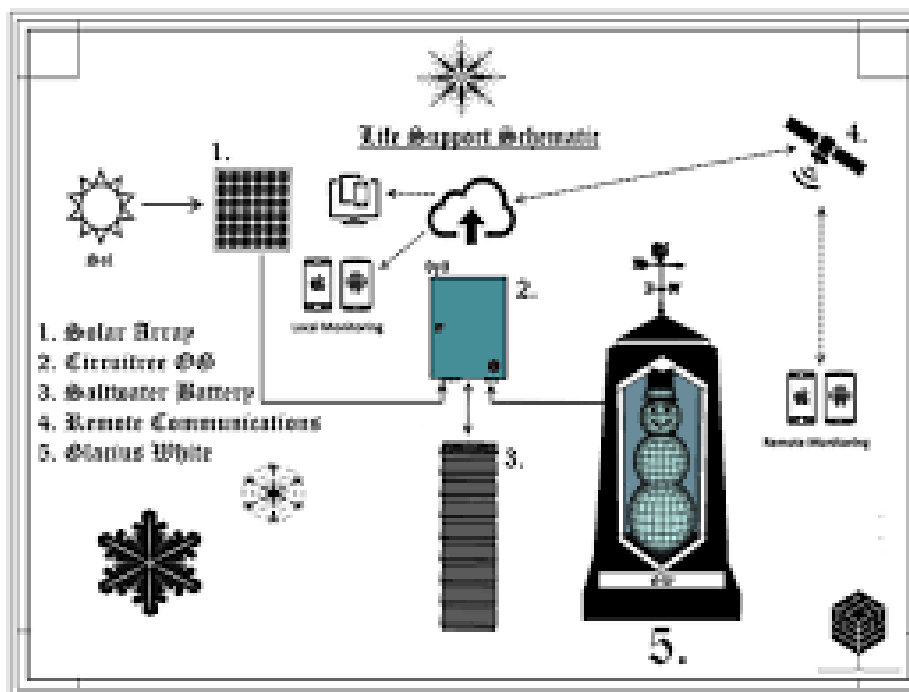 Life Support Schematic
1.
4.
Sol
2.
Local Monitoring
1. Solar Array
2. Circuitree OG
3. Saltwater Battery
4. Remote Communications
5. Glacius White
3.
Remote Monitoring
5.